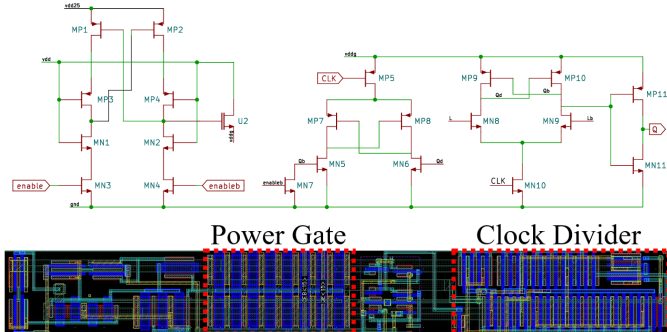 vdd25
MP1
MP2
vdd
vddg
CLK
MP5
MP9
MP10
MP11
Qd
Qb
MP3
MP4
U2
vddg
MP7
MP8
L
MN8
MN9
Lb
Q
MN1
MN2
Qb
MN5
MN6
Qd
MN11
enable
MN3
MN4
enableb
enableb
MN7
CLK
MN10
gnd
Power Gate
Clock Divider